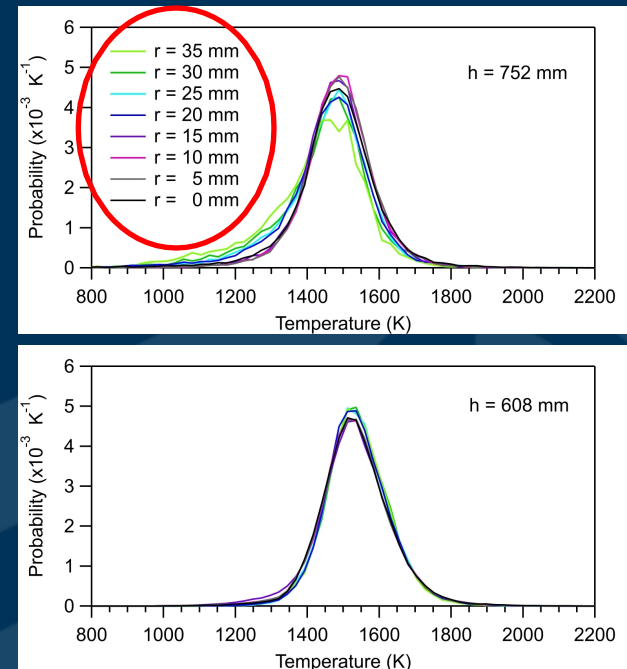 6
5
4
3
2
1
0
Probability (x10⁻³ K⁻¹)
r = 35 mm
r = 30 mm
r = 25 mm
r = 20 mm
r = 15 mm
r = 10 mm
r = 5 mm
r = 0 mm
h = 752 mm
800 1000 1200 1400 1600 1800 2000 2200
Temperature (K)
6
5
4
3
2
1
0
Probability (x10⁻³ K⁻¹)
h = 608 mm
800 1000 1200 1400 1600 1800 2000 2200
Temperature (K)